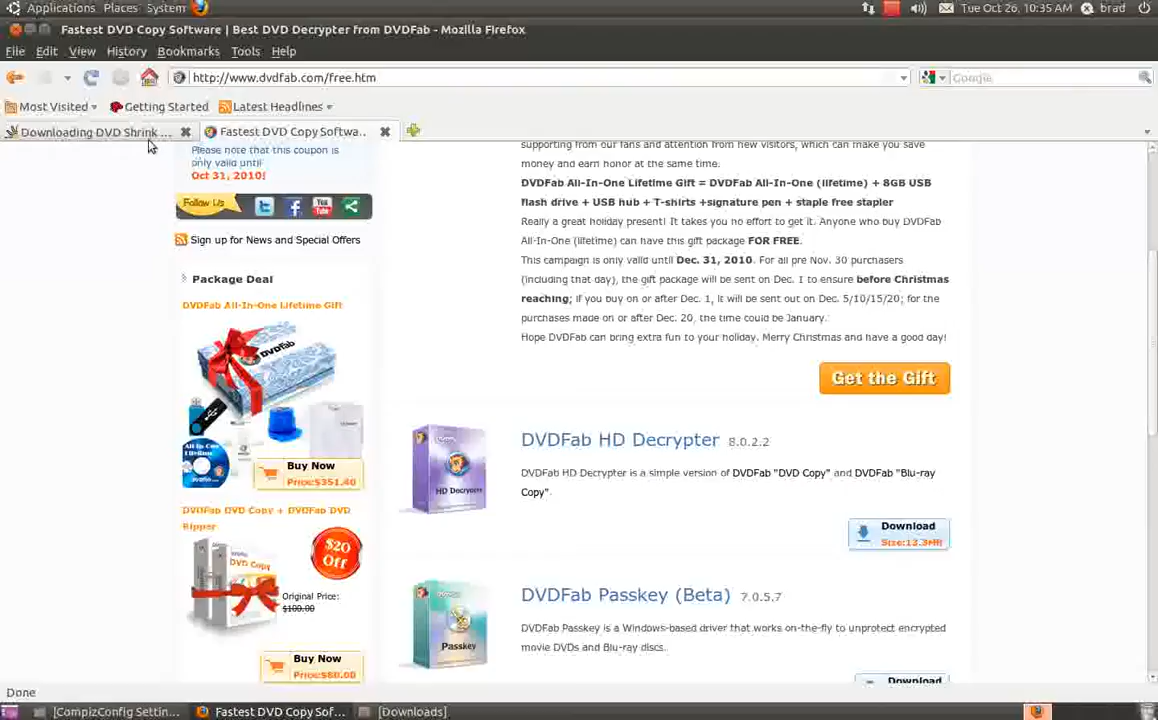 Applications Places System
Tue Oct 26, 10:35 AM brad
Fastest DVD Copy Software | Best DVD Decrypter from DVDFab - Mozilla Firefox
File Edit View History Bookmarks Tools Help
http://www.dvdfab.com/free.htm
Google
Most Visited Getting Started Latest Headlines
Downloading DVD Shrink ... Fastest DVD Copy Softwa...
Please note that this coupon is
only valid until
Oct 31, 2010!
Follow Us
You
Tube
Sign up for News and Special Offers
Package Deal
DVDFab All-In-One Lifetime Gift
DVDFab
Buy Now
Price:$351.40
DVDFab DVD Copy + DVDFab DVD
Ripper
$20
Off
DVD Copy
Original Price:
$100.00
Buy Now
Price:$80.00
supporting from our fans and attention from new visitors, which can make you save
money and earn honor at the same time.
DVDFab All-In-One Lifetime Gift = DVDFab All-In-One (lifetime) + 8GB USB
flash drive + USB hub + T-shirts +signature pen + staple free stapler
Really a great holiday present! It takes you no effort to get it. Anyone who buy DVDFab
All-In-One (lifetime) can have this gift package FOR FREE.
This campaign is only valid until Dec. 31, 2010. For all pre Nov. 30 purchasers
(including that day), the gift package will be sent on Dec. 1 to ensure before Christmas
reaching; if you buy on or after Dec. 1, it will be sent out on Dec. 5/10/15/20; for the
purchases made on or after Dec. 20, the time could be January.
Hope DVDFab can bring extra fun to your holiday. Merry Christmas and have a good day!
Get the Gift
HD Decrypter
DVDFab HD Decrypter 8.0.2.2
DVDFab HD Decrypter is a simple version of DVDFab "DVD Copy" and DVDFab "Blu-ray
Copy".
Download
Size:12.3MB
Passkey
DVDFab Passkey (Beta) 7.0.5.7
DVDFab Passkey is a Windows-based driver that works on-the-fly to unprotect encrypted
movie DVDs and Blu-ray discs.
Download
Done
[CompizConfig Settin... Fastest DVD Copy Sof... [Downloads]